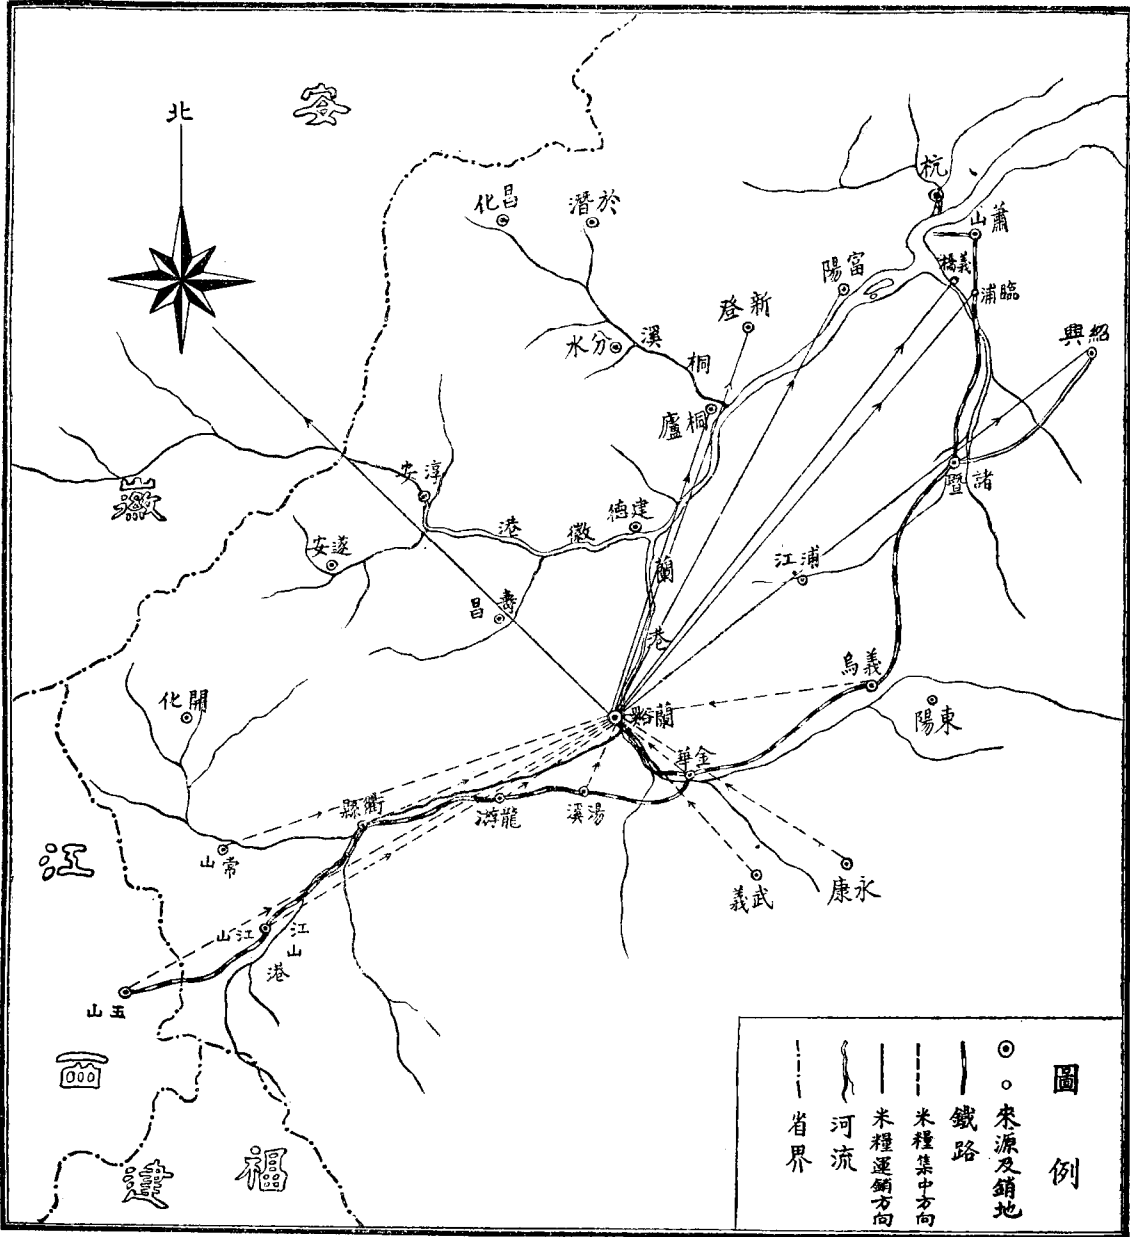 北
安
徽
江
西
福建
昌化
於潛
杭
蕭山
義橋
臨浦
富陽
新登
紹興
分水
桐溪
桐廬
淳安
諸暨
徽港
建德
遂安
壽昌
蘭港
浦江
義烏
東陽
開化
蘭谿
金華
衢縣
龍游
湯溪
常山
武義
永康
江山
江山港
玉山
圖例
來源及銷地
鐵路
米糧集中方向
米糧運銷方向
河流
省界